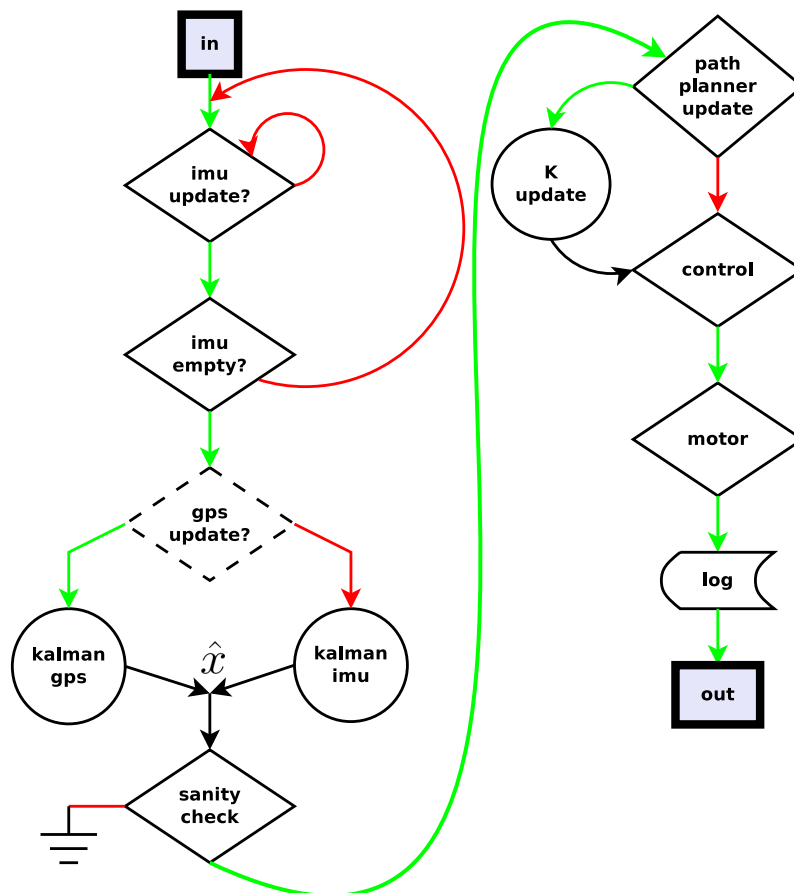 in
imu
update?
imu
empty?
gps
update?
kalman
gps
x̂
kalman
imu
sanity
check
path
planner
update
K
update
control
motor
log
out